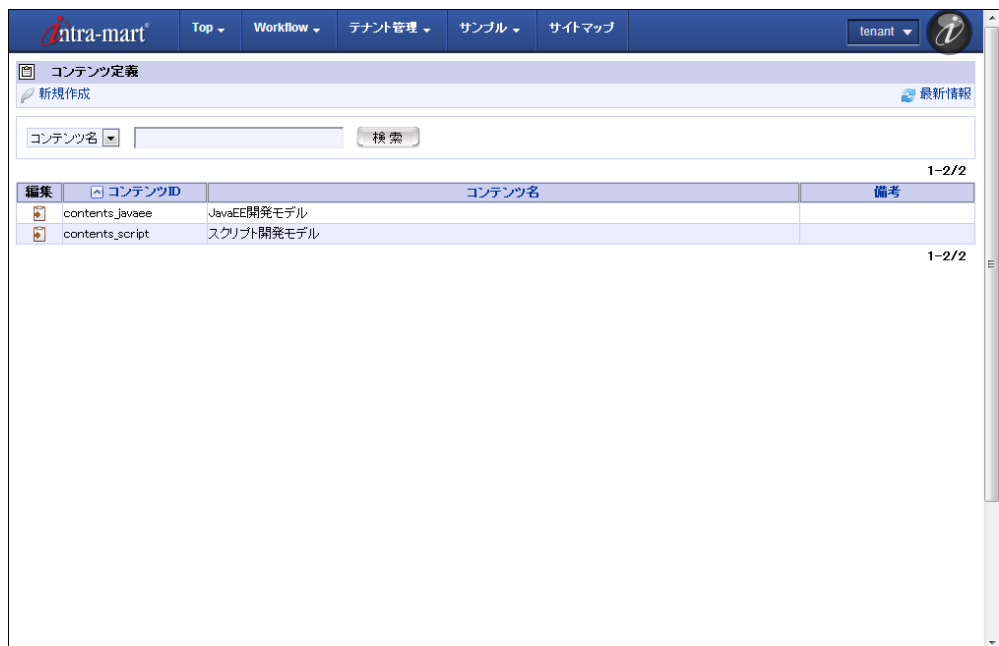 intra-mart® Top Workflow テナント管理 サンプル サイトマップ tenant
コンテンツ定義
新規作成 最新情報
コンテンツ名 検索
1-2/2
編集 コンテンツID コンテンツ名 備考
contents_javaee JavaEE開発モデル
contents_script スクリプト開発モデル
1-2/2